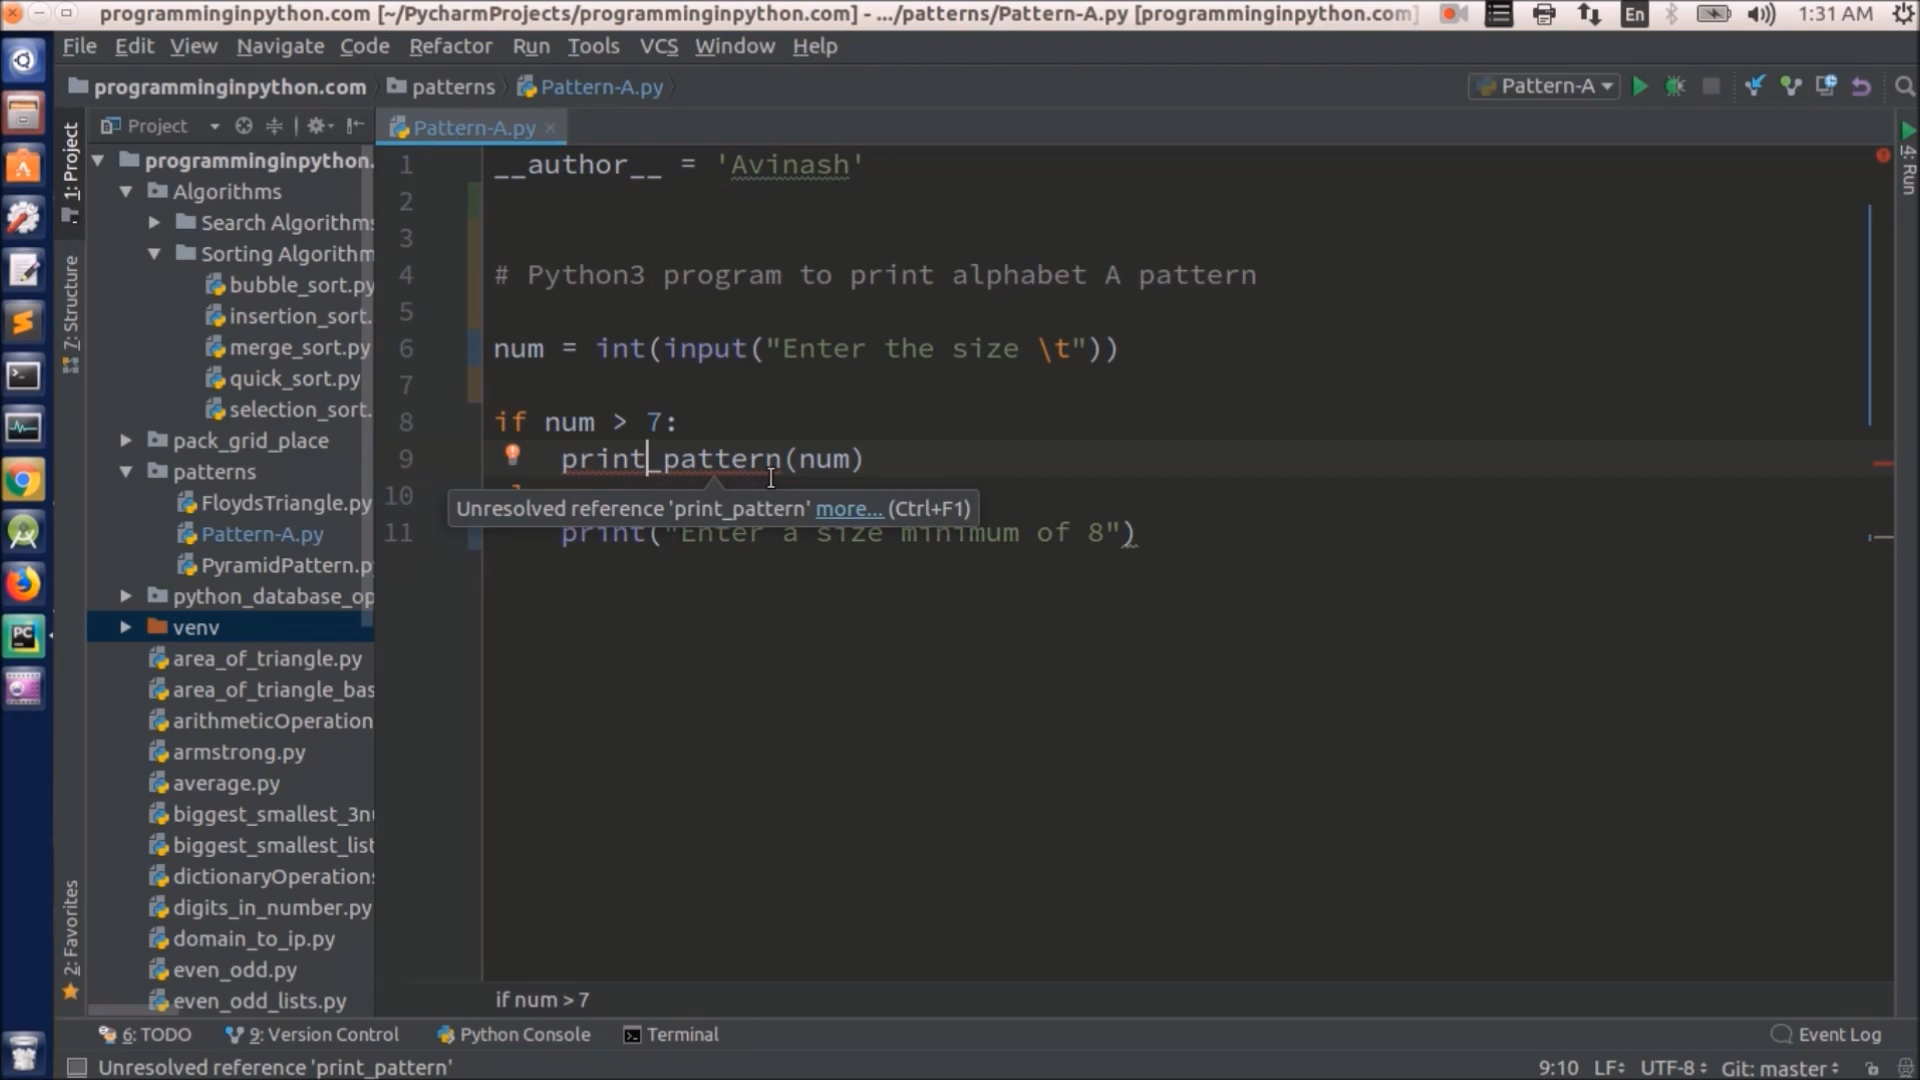 programminginpython.com [~/PycharmProjects/programminginpython.com] - .../patterns/Pattern-A.py [programminginpython.com]
En
1:31 AM
File Edit View Navigate Code Refactor Run Tools VCS Window Help
programminginpython.com patterns Pattern-A.py
Pattern-A
Project
Pattern-A.py
1: Project
7: Structure
2: Favorites
4: Run
programminginpython.
Algorithms
Search Algorithms
Sorting Algorithm
bubble_sort.py
insertion_sort.
merge_sort.py
quick_sort.py
selection_sort.
pack_grid_place
patterns
FloydsTriangle.py
Pattern-A.py
PyramidPattern.p
python_database_op
venv
area_of_triangle.py
area_of_triangle_bas
arithmeticOperation
armstrong.py
average.py
biggest_smallest_3n
biggest_smallest_list
dictionaryOperation
digits_in_number.py
domain_to_ip.py
even_odd.py
even_odd_lists.py
1 __author__ = 'Avinash'
2
3
4 # Python3 program to print alphabet A pattern
5
6 num = int(input("Enter the size \t"))
7
8 if num > 7:
9 print_pattern(num)
10
Unresolved reference 'print_pattern' more... (Ctrl+F1)
11 print("Enter a size minimum of 8")
if num > 7
6: TODO 9: Version Control Python Console Terminal Event Log
Unresolved reference 'print_pattern' 9:10 LF UTF-8 Git: master
PC